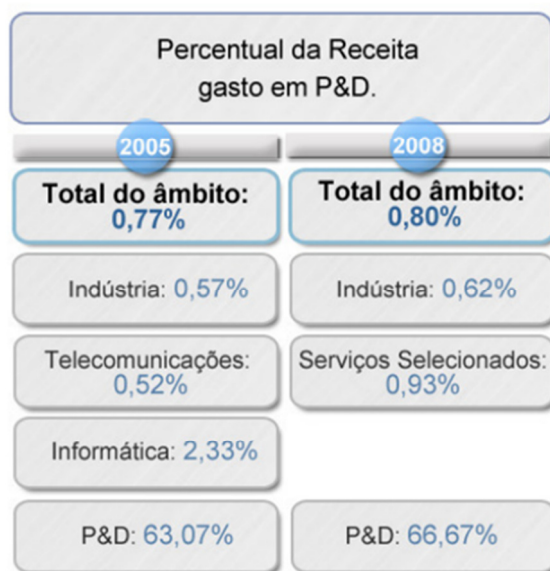 Percentual da Receita
gasto em P&D.
2005
2008
Total do âmbito:
0,77%
Total do âmbito:
0,80%
Indústria: 0,57%
Indústria: 0,62%
Telecomunicações:
0,52%
Serviços Selecionados:
0,93%
Informática: 2,33%
P&D: 63,07%
P&D: 66,67%